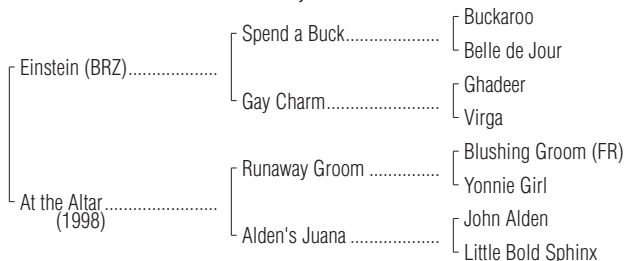 Buckaroo
Spend a Buck....................
Belle de Jour
Einstein (BRZ)...................
Ghadeer
Gay Charm........................
Virga
Blushing Groom (FR)
Runaway Groom ...............
Yonnie Girl
At the Altar........................
(1998)
John Alden
Alden's Juana ....................
Little Bold Sphinx